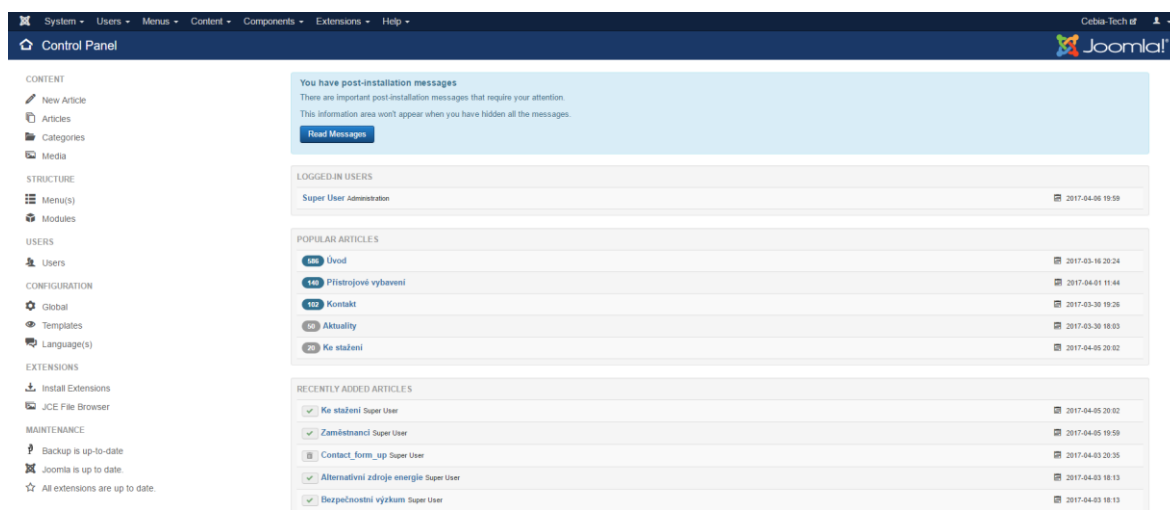 System Users Menus Content Components Extensions Help Cebia-Tech
Control Panel Joomla!®
CONTENT
New Article
Articles
Categories
Media
STRUCTURE
Menu(s)
Modules
USERS
Users
CONFIGURATION
Global
Templates
Language(s)
EXTENSIONS
Install Extensions
JCE File Browser
MAINTENANCE
Backup is up-to-date
Joomla is up to date.
All extensions are up to date.
You have post-installation messages
There are important post-installation messages that require your attention.
This information area won't appear when you have hidden all the messages.
Read Messages
LOGGED-IN USERS
Super User Administration 2017-04-06 19:59
POPULAR ARTICLES
586 Úvod 2017-03-16 20:24
140 Přístrojové vybavení 2017-04-01 11:44
102 Kontakt 2017-03-30 19:26
50 Aktuality 2017-03-30 18:03
20 Ke stažení 2017-04-05 20:02
RECENTLY ADDED ARTICLES
Ke stažení Super User 2017-04-05 20:02
Zaměstnanci Super User 2017-04-05 19:59
Contact_form_up Super User 2017-04-03 20:35
Alternativní zdroje energie Super User 2017-04-03 18:13
Bezpečnostní výzkum Super User 2017-04-03 18:13